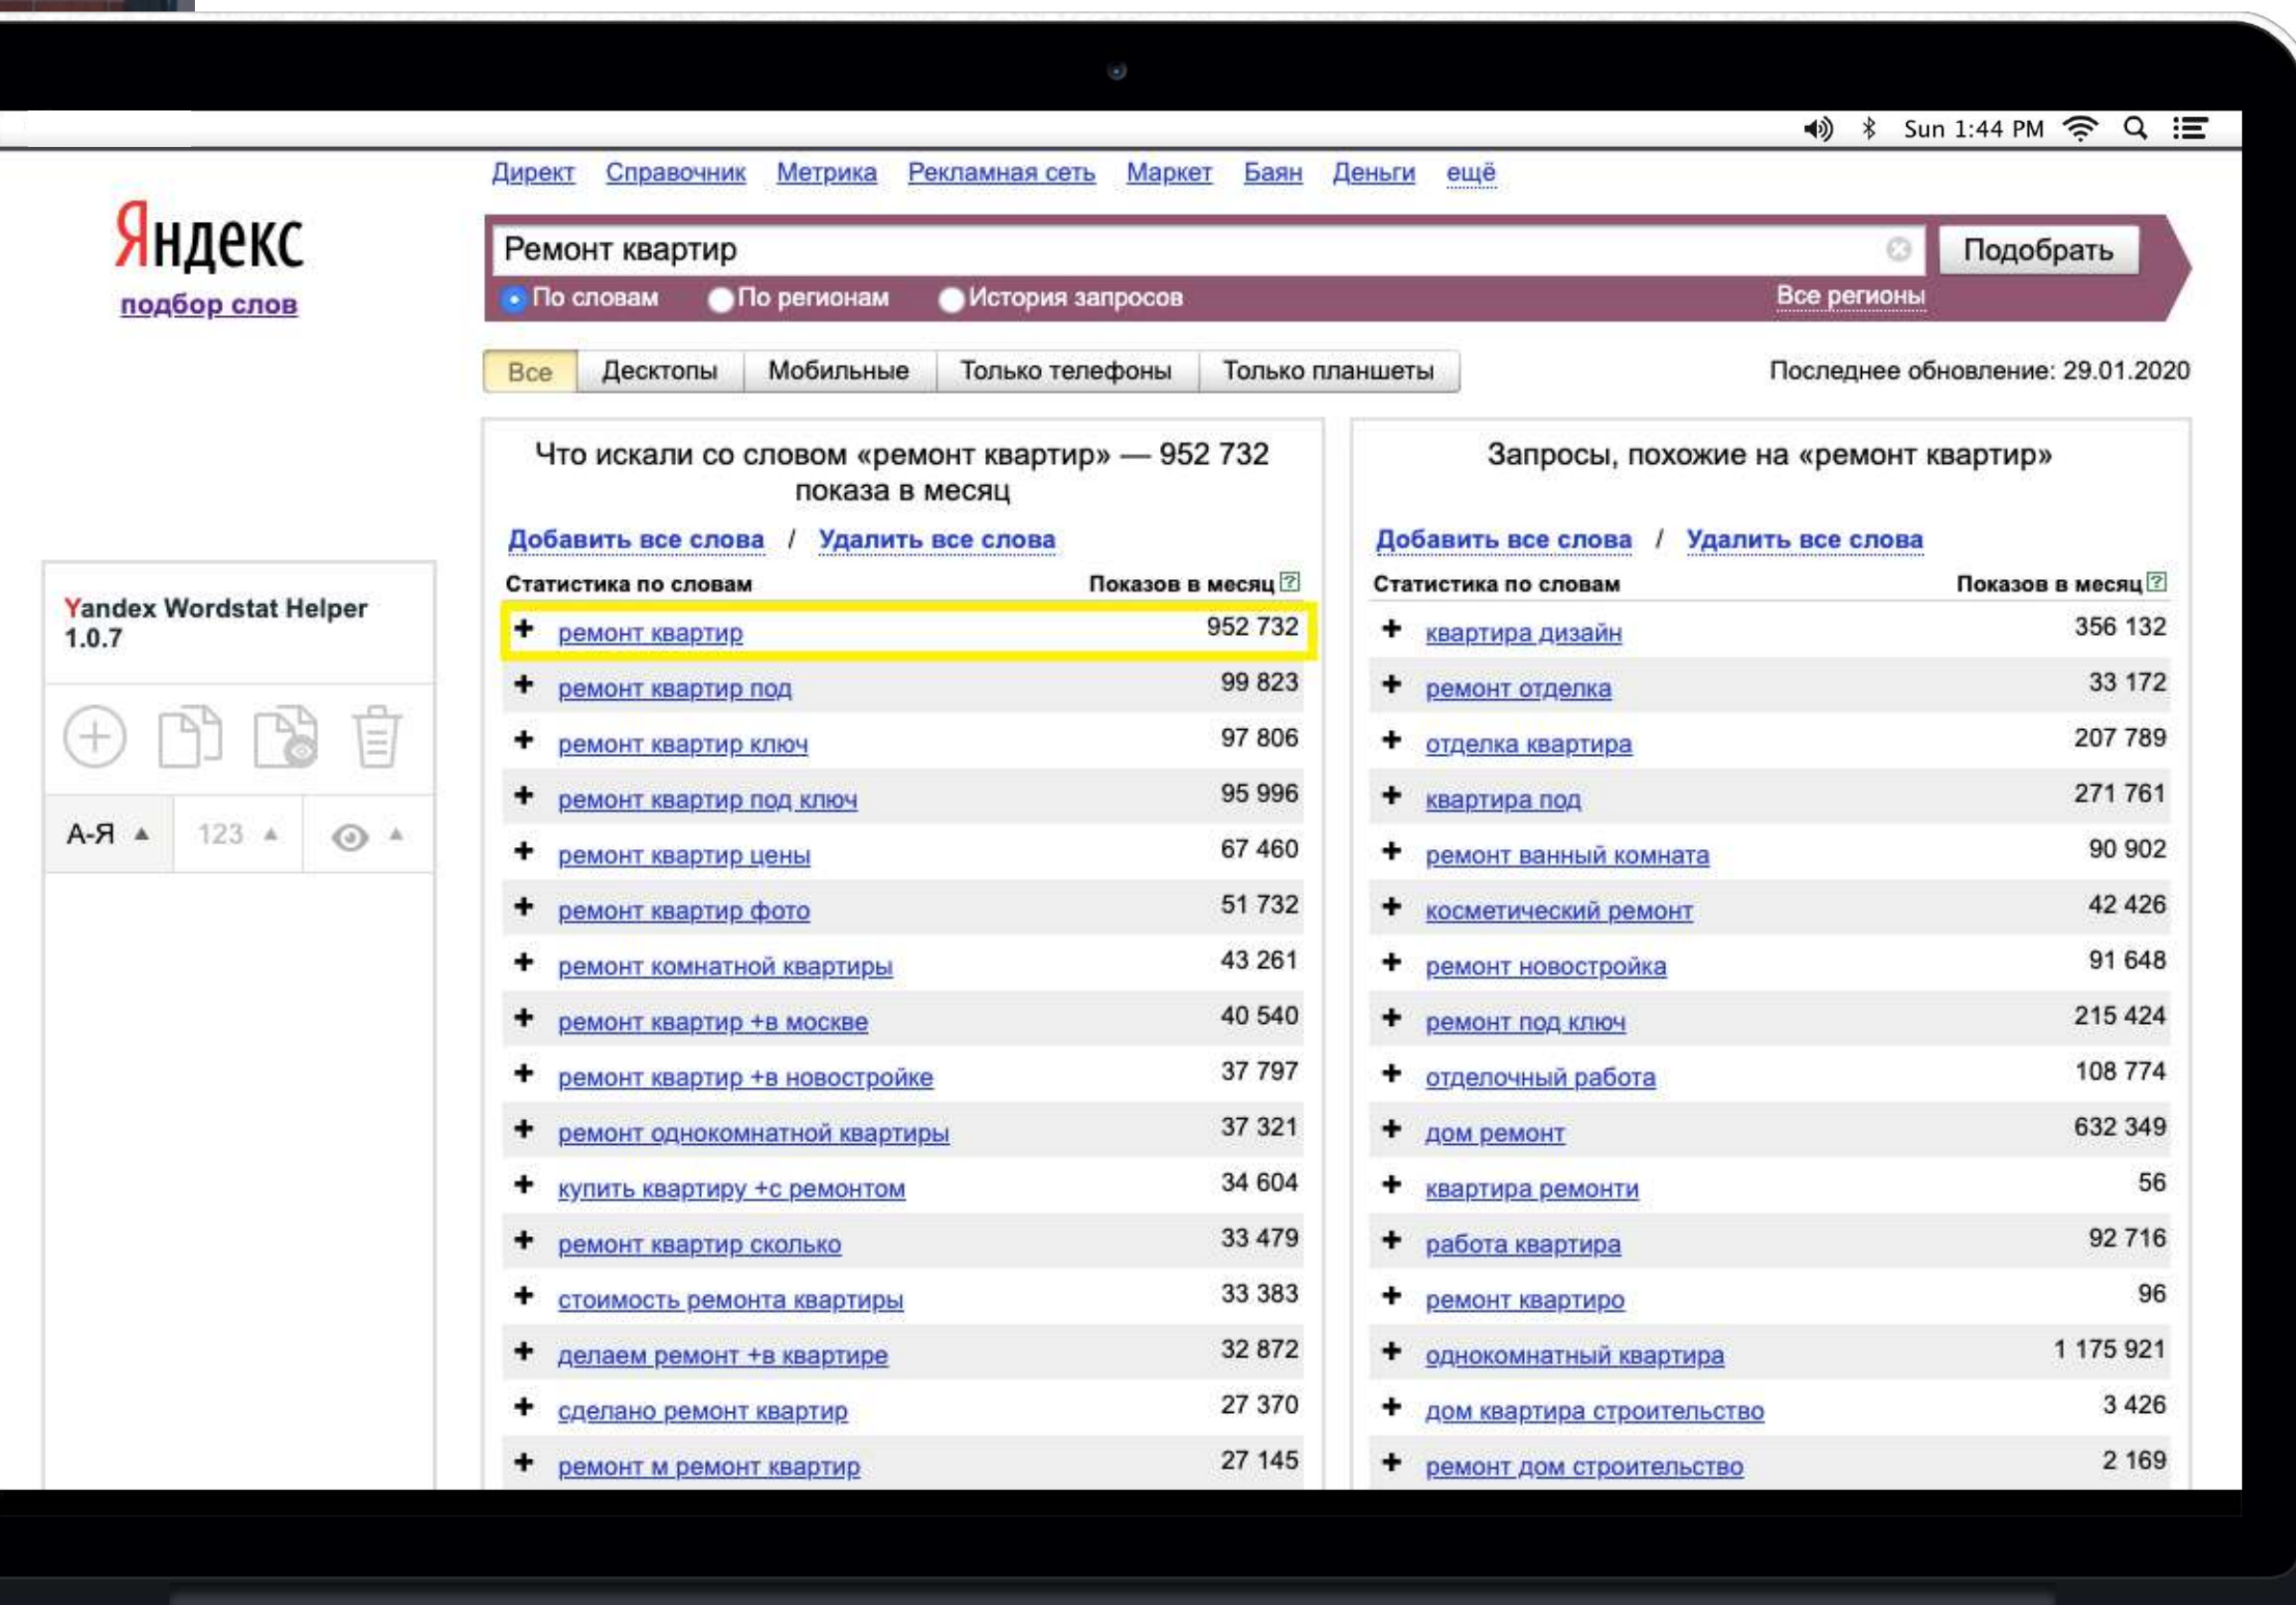 Sun 1:44 PM
Директ Справочник Метрика Рекламная сеть Маркет Баян Деньги ещё
Яндекс
подбор слов
Ремонт квартир
Подобрать
По словам По регионам История запросов Все регионы
Все Десктопы Мобильные Только телефоны Только планшеты
Последнее обновление: 29.01.2020
Yandex Wordstat Helper
1.0.7
А-Я 123
Что искали со словом «ремонт квартир» — 952 732
показа в месяц
Добавить все слова / Удалить все слова
Статистика по словам Показов в месяц ?
+ ремонт квартир 952 732
+ ремонт квартир под 99 823
+ ремонт квартир ключ 97 806
+ ремонт квартир под ключ 95 996
+ ремонт квартир цены 67 460
+ ремонт квартир фото 51 732
+ ремонт комнатной квартиры 43 261
+ ремонт квартир +в москве 40 540
+ ремонт квартир +в новостройке 37 797
+ ремонт однокомнатной квартиры 37 321
+ купить квартиру +с ремонтом 34 604
+ ремонт квартир сколько 33 479
+ стоимость ремонта квартиры 33 383
+ делаем ремонт +в квартире 32 872
+ сделано ремонт квартир 27 370
+ ремонт м ремонт квартир 27 145
Запросы, похожие на «ремонт квартир»
Добавить все слова / Удалить все слова
Статистика по словам Показов в месяц ?
+ квартира дизайн 356 132
+ ремонт отделка 33 172
+ отделка квартира 207 789
+ квартира под 271 761
+ ремонт ванный комната 90 902
+ косметический ремонт 42 426
+ ремонт новостройка 91 648
+ ремонт под ключ 215 424
+ отделочный работа 108 774
+ дом ремонт 632 349
+ квартира ремонти 56
+ работа квартира 92 716
+ ремонт квартиро 96
+ однокомнатный квартира 1 175 921
+ дом квартира строительство 3 426
+ ремонт дом строительство 2 169